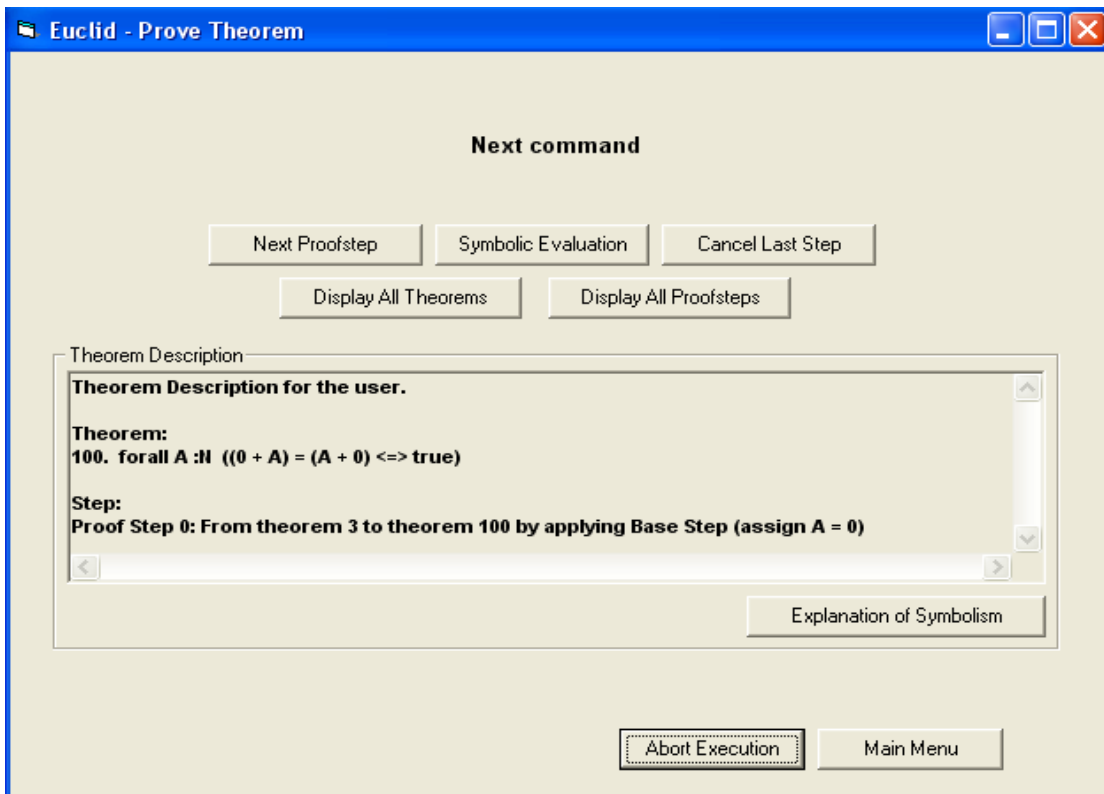 Euclid - Prove Theorem
Next command
Next Proofstep
Symbolic Evaluation
Cancel Last Step
Display All Theorems
Display All Proofsteps
Theorem Description
Theorem Description for the user.
Theorem:
100.  forall A :N  ((0 + A) = (A + 0) <=> true)
Step:
Proof Step 0: From theorem 3 to theorem 100 by applying Base Step (assign A = 0)
Explanation of Symbolism
Abort Execution
Main Menu